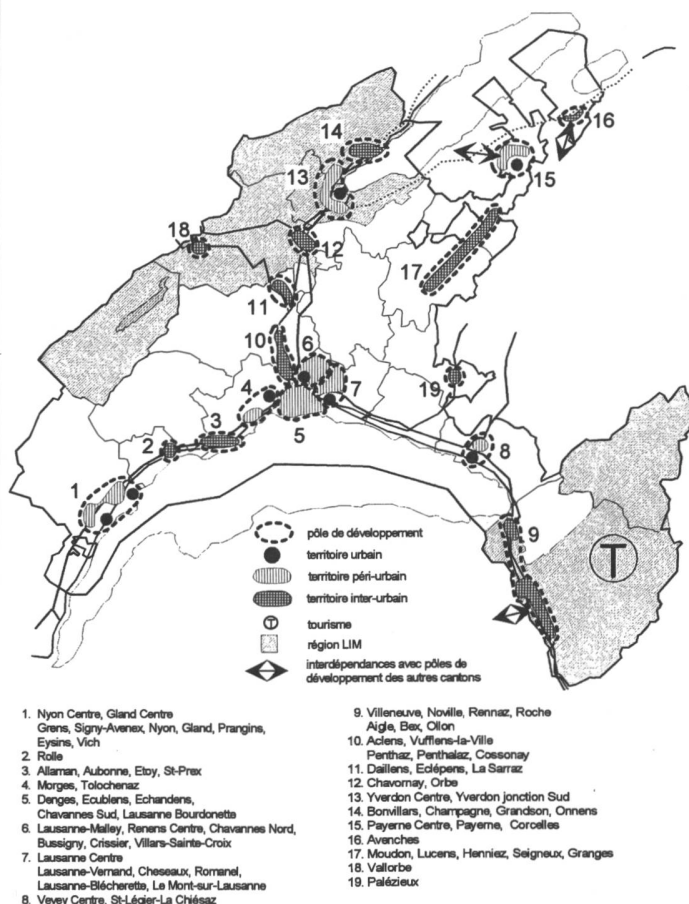 14
16
13
15
18
12
17
11
10
6
4
7
19
3
5
2
8
1
9
T
pôle de développement
territoire urbain
territoire péri-urbain
territoire inter-urbain
T tourisme
région LIM
interdépendances avec pôles de
développement des autres cantons
1. Nyon Centre, Gland Centre
Grens, Signy-Avenex, Nyon, Gland, Prangins,
Eysins, Vich
2. Rolle
3. Allaman, Aubonne, Etoy, St-Prex
4. Morges, Tolochenaz
5. Denges, Ecublens, Echandens,
Chavannes Sud, Lausanne Bourdonette
6. Lausanne-Malley, Renens Centre, Chavannes Nord,
Bussigny, Crissier, Villars-Sainte-Croix
7. Lausanne Centre
Lausanne-Vernand, Cheseaux, Romanel,
Lausanne-Blécherette, Le Mont-sur-Lausanne
8. Vevey Centre, St-Légier-La Chiésaz
9. Villeneuve, Noville, Rennaz, Roche
Aigle, Bex, Ollon
10. Aclens, Vufflens-la-Ville
Penthaz, Penthalaz, Cossonay
11. Daillens, Eclépens, La Sarraz
12. Chavornay, Orbe
13. Yverdon Centre, Yverdon jonction Sud
14. Bonvillars, Champagne, Grandson, Onnens
15. Payerne Centre, Payerne, Corcelles
16. Avenches
17. Moudon, Lucens, Henniez, Seigneux, Granges
18. Vallorbe
19. Palézieux